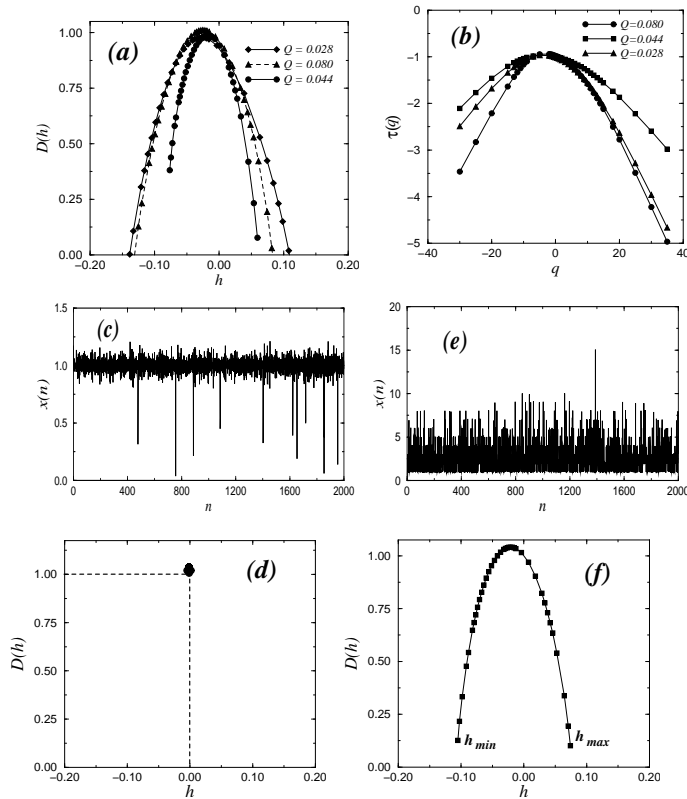 (a)
Q = 0.028
Q = 0.080
Q = 0.044
1.00
0.75
0.50
0.25
0.00
D(h)
−0.20 −0.10 0.00 0.10 0.20
h
(b)
Q=0.080
Q=0.044
Q=0.028
0
−1
−2
−3
−4
−5
τ(q)
−40 −20 0 20 40
q
(c)
1.5
1.0
0.5
0.0
x(n)
0 400 800 1200 1600 2000
n
(e)
20
15
10
5
0
x(n)
0 400 800 1200 1600 2000
n
(d)
1.00
0.75
0.50
0.25
0.00
D(h)
−0.20 −0.10 0.00 0.10 0.20
h
(f)
1.00
0.75
0.50
0.25
0.00
D(h)
h min
h max
−0.20 −0.10 0.00 0.10 0.20
h